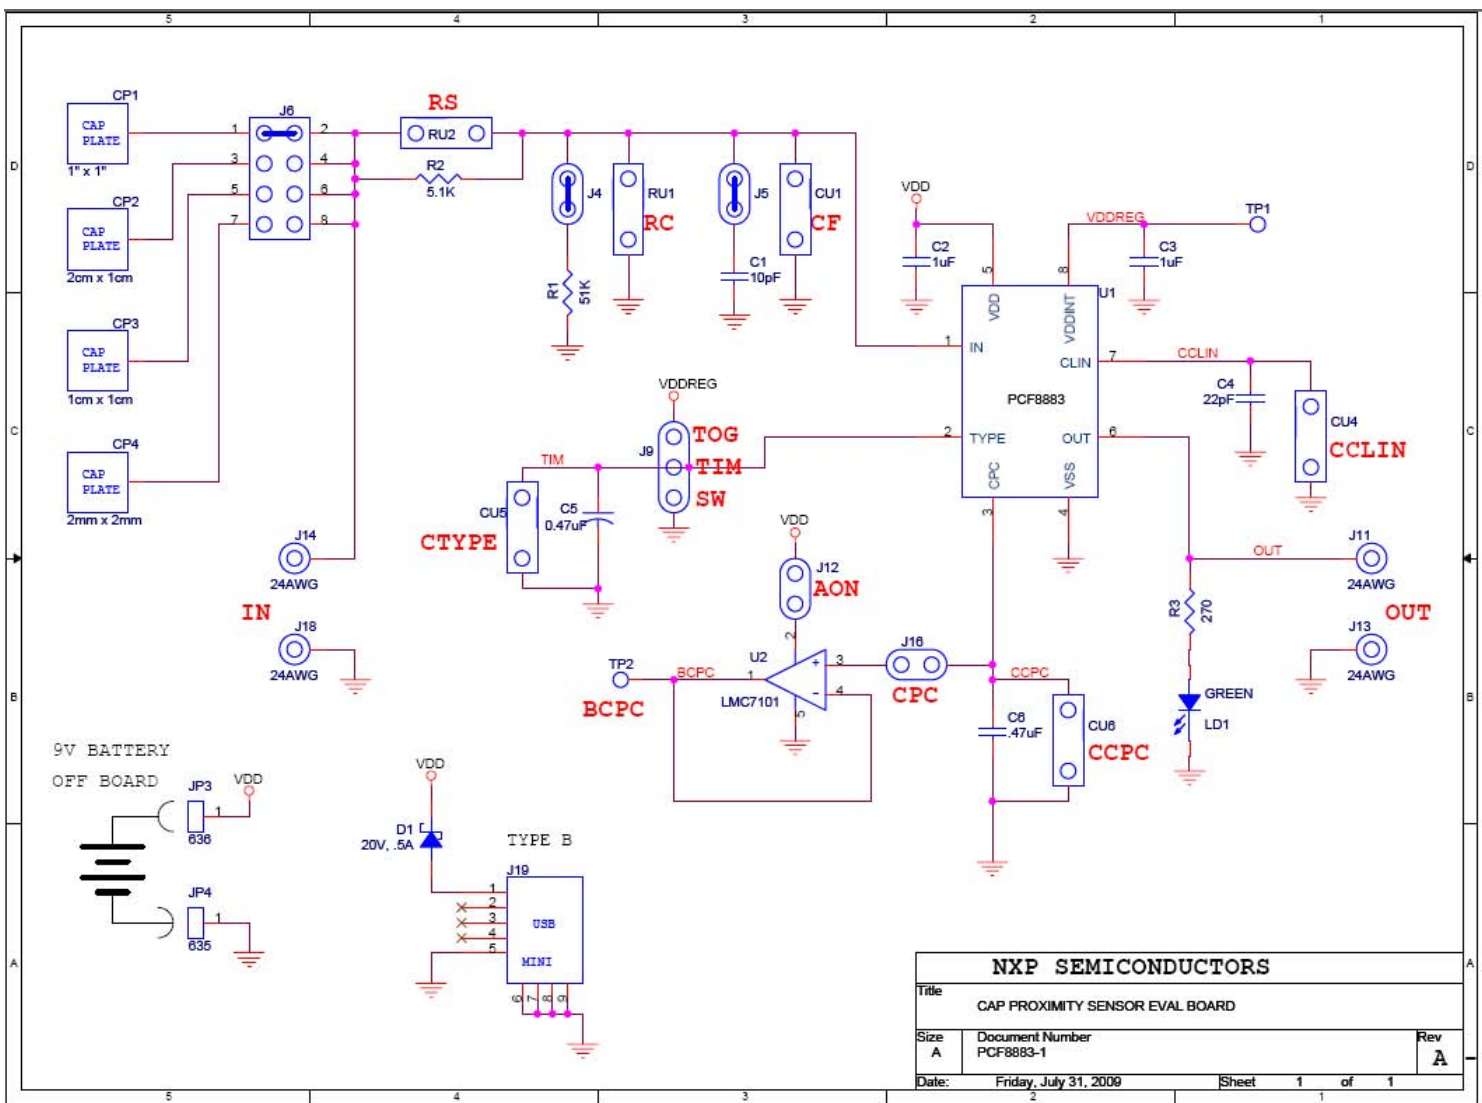 5 4 3 2 1
D
C
B
A
D
C
B
A
CP1
CAP
PLATE
1" x 1"
CP2
CAP
PLATE
2cm x 1cm
CP3
CAP
PLATE
1cm x 1cm
CP4
CAP
PLATE
2mm x 2mm
J6
1 2
3 4
5 6
7 8
RS
RU2
R2
5.1K
J4
R1
51K
RU1
RC
J5
C1
10pF
CU1
CF
VDD
C2
1uF
VDDREG
TP1
C3
1uF
5 8
U1
VDD VDDINT
1 IN
CLIN 7
CCLIN
PCF8883
2 TYPE
OUT 6
CPC VSS
3 4
C4
22pF
CU4
CCLIN
VDDREG
J9
TOG
TIM
SW
TIM
CU5
C5
0.47uF
CTYPE
J14
24AWG
IN
J18
24AWG
VDD
J12
AON
2
U2
LMC7101
+ 3
- 4
1
5
BCPC
TP2
BCPC
J16
CPC
CCPC
C6
.47uF
CU6
CCPC
OUT
J11
24AWG
OUT
J13
24AWG
R3
270
GREEN
LD1
9V BATTERY
OFF BOARD
JP3
1
636
VDD
JP4
1
635
VDD
D1
20V, .5A
TYPE B
J19
1
2
3
4
5
USB
MINI
6 7 8 9
NXP SEMICONDUCTORS
Title
CAP PROXIMITY SENSOR EVAL BOARD
Size
A
Document Number
PCF8883-1
Rev
A
Date: Friday, July 31, 2009 Sheet 1 of 1
5 4 3 2 1